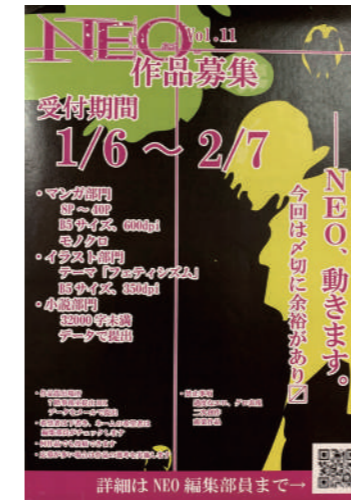 NEO Vol.11
作品募集
受付期間
1/6 ～ 2/7
・マンガ部門
8P ～ 40P
B5サイズ、600dpi
モノクロ
・イラスト部門
テーマ「フェティシズム」
B5サイズ、350dpi
・小説部門
32000字未満
データで提出
――NEO、動きます。
今回は〆切に余裕があり〼
詳細は NEO 編集部員まで→